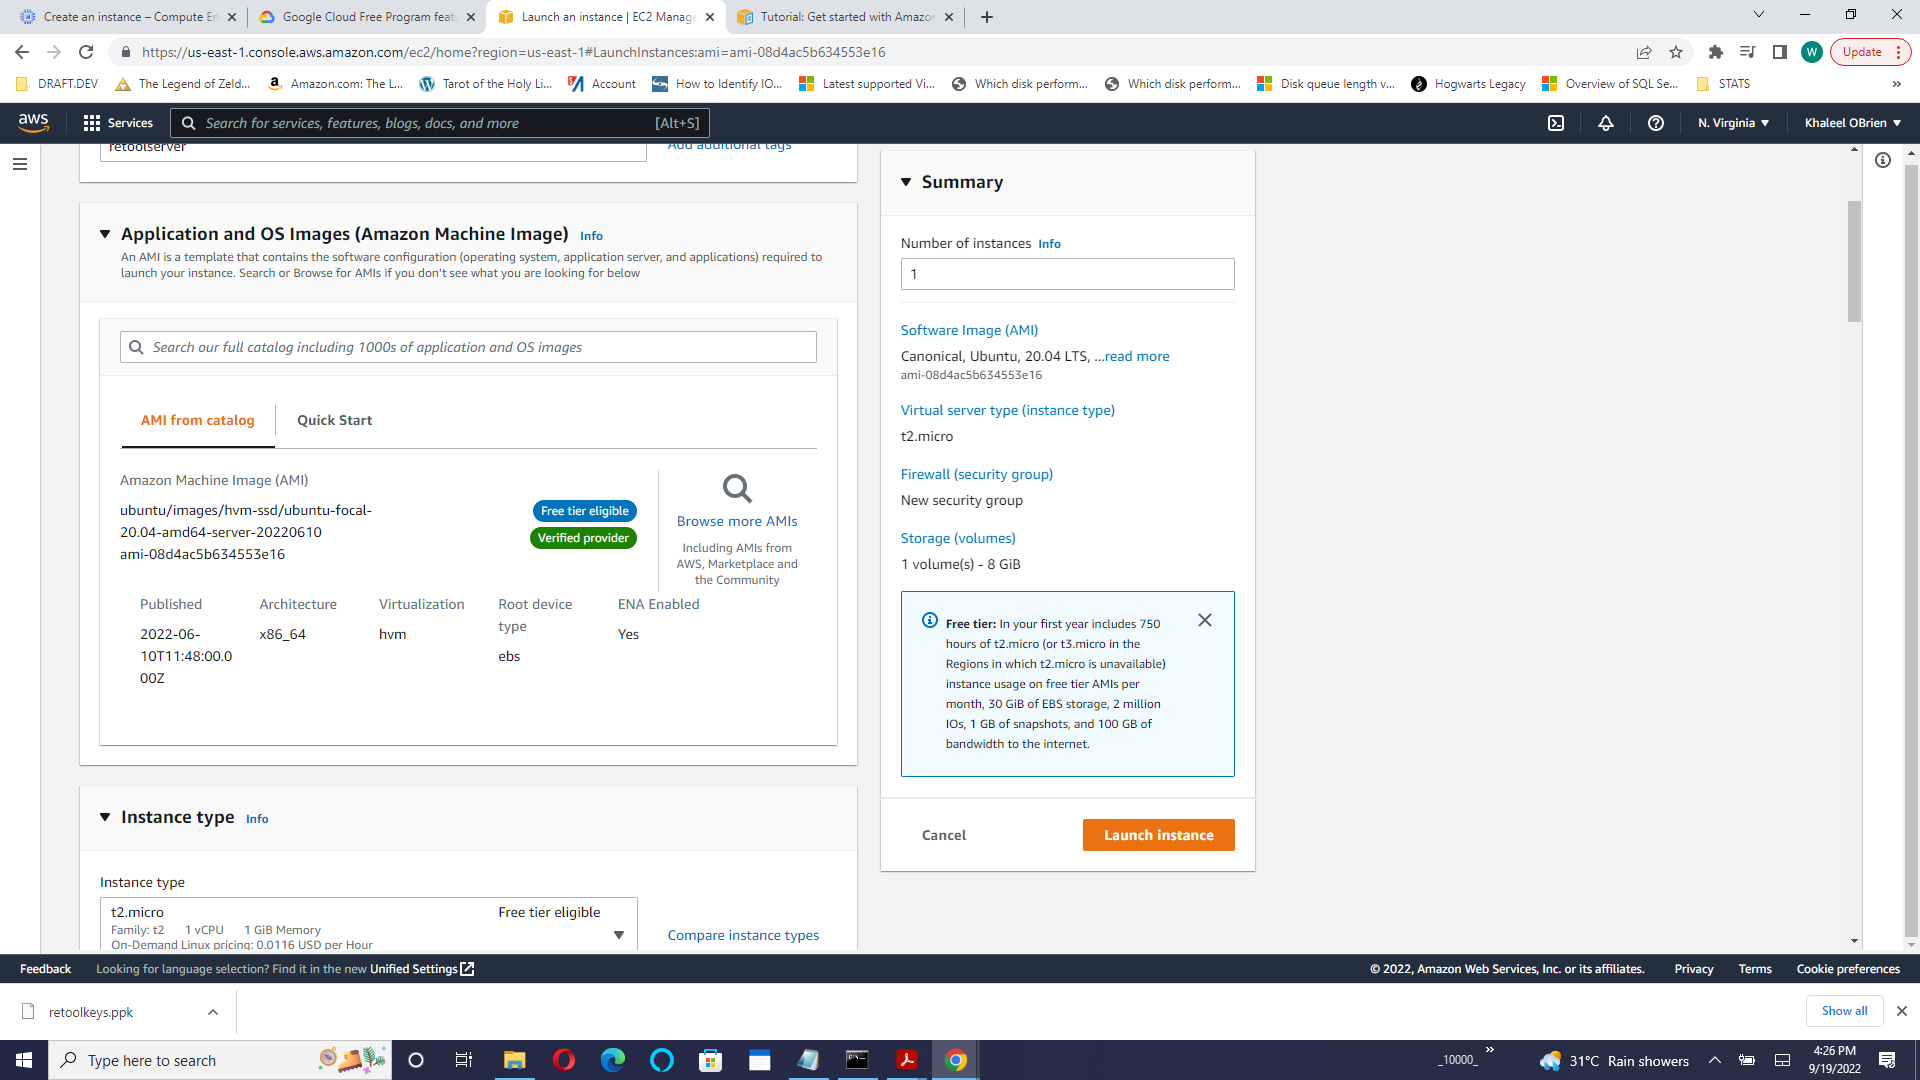 Create an instance – Compute En
Google Cloud Free Program feat
Launch an instance | EC2 Manage
Tutorial: Get started with Amazon
https://us-east-1.console.aws.amazon.com/ec2/home?region=us-east-1#LaunchInstances:ami=ami-08d4ac5b634553e16
W
Update
DRAFT.DEV
The Legend of Zeld...
Amazon.com: The L...
Tarot of the Holy Li...
Account
How to Identify IO...
Latest supported Vi...
Which disk perform...
Which disk perform...
Disk queue length v...
Hogwarts Legacy
Overview of SQL Se...
STATS
»
aws
Services
Search for services, features, blogs, docs, and more
[Alt+S]
N. Virginia
Khaleel OBrien
retoolserver
Add additional tags
Application and OS Images (Amazon Machine Image) Info
An AMI is a template that contains the software configuration (operating system, application server, and applications) required to
launch your instance. Search or Browse for AMIs if you don't see what you are looking for below
Search our full catalog including 1000s of application and OS images
AMI from catalog
Quick Start
Amazon Machine Image (AMI)
ubuntu/images/hvm-ssd/ubuntu-focal-
20.04-amd64-server-20220610
ami-08d4ac5b634553e16
Free tier eligible
Verified provider
Browse more AMIs
Including AMIs from
AWS, Marketplace and
the Community
Published
2022-06-
10T11:48:00.0
00Z
Architecture
x86_64
Virtualization
hvm
Root device
type
ebs
ENA Enabled
Yes
Instance type Info
Instance type
t2.micro
Free tier eligible
Family: t2 1 vCPU 1 GiB Memory
On-Demand Linux pricing: 0.0116 USD per Hour
Compare instance types
Summary
Number of instances Info
1
Software Image (AMI)
Canonical, Ubuntu, 20.04 LTS, ...read more
ami-08d4ac5b634553e16
Virtual server type (instance type)
t2.micro
Firewall (security group)
New security group
Storage (volumes)
1 volume(s) - 8 GiB
Free tier: In your first year includes 750
hours of t2.micro (or t3.micro in the
Regions in which t2.micro is unavailable)
instance usage on free tier AMIs per
month, 30 GiB of EBS storage, 2 million
IOs, 1 GB of snapshots, and 100 GB of
bandwidth to the internet.
Cancel
Launch instance
Feedback
Looking for language selection? Find it in the new Unified Settings
© 2022, Amazon Web Services, Inc. or its affiliates.
Privacy
Terms
Cookie preferences
retoolkeys.ppk
Show all
Type here to search
_10000_
»
31°C Rain showers
4:26 PM
9/19/2022